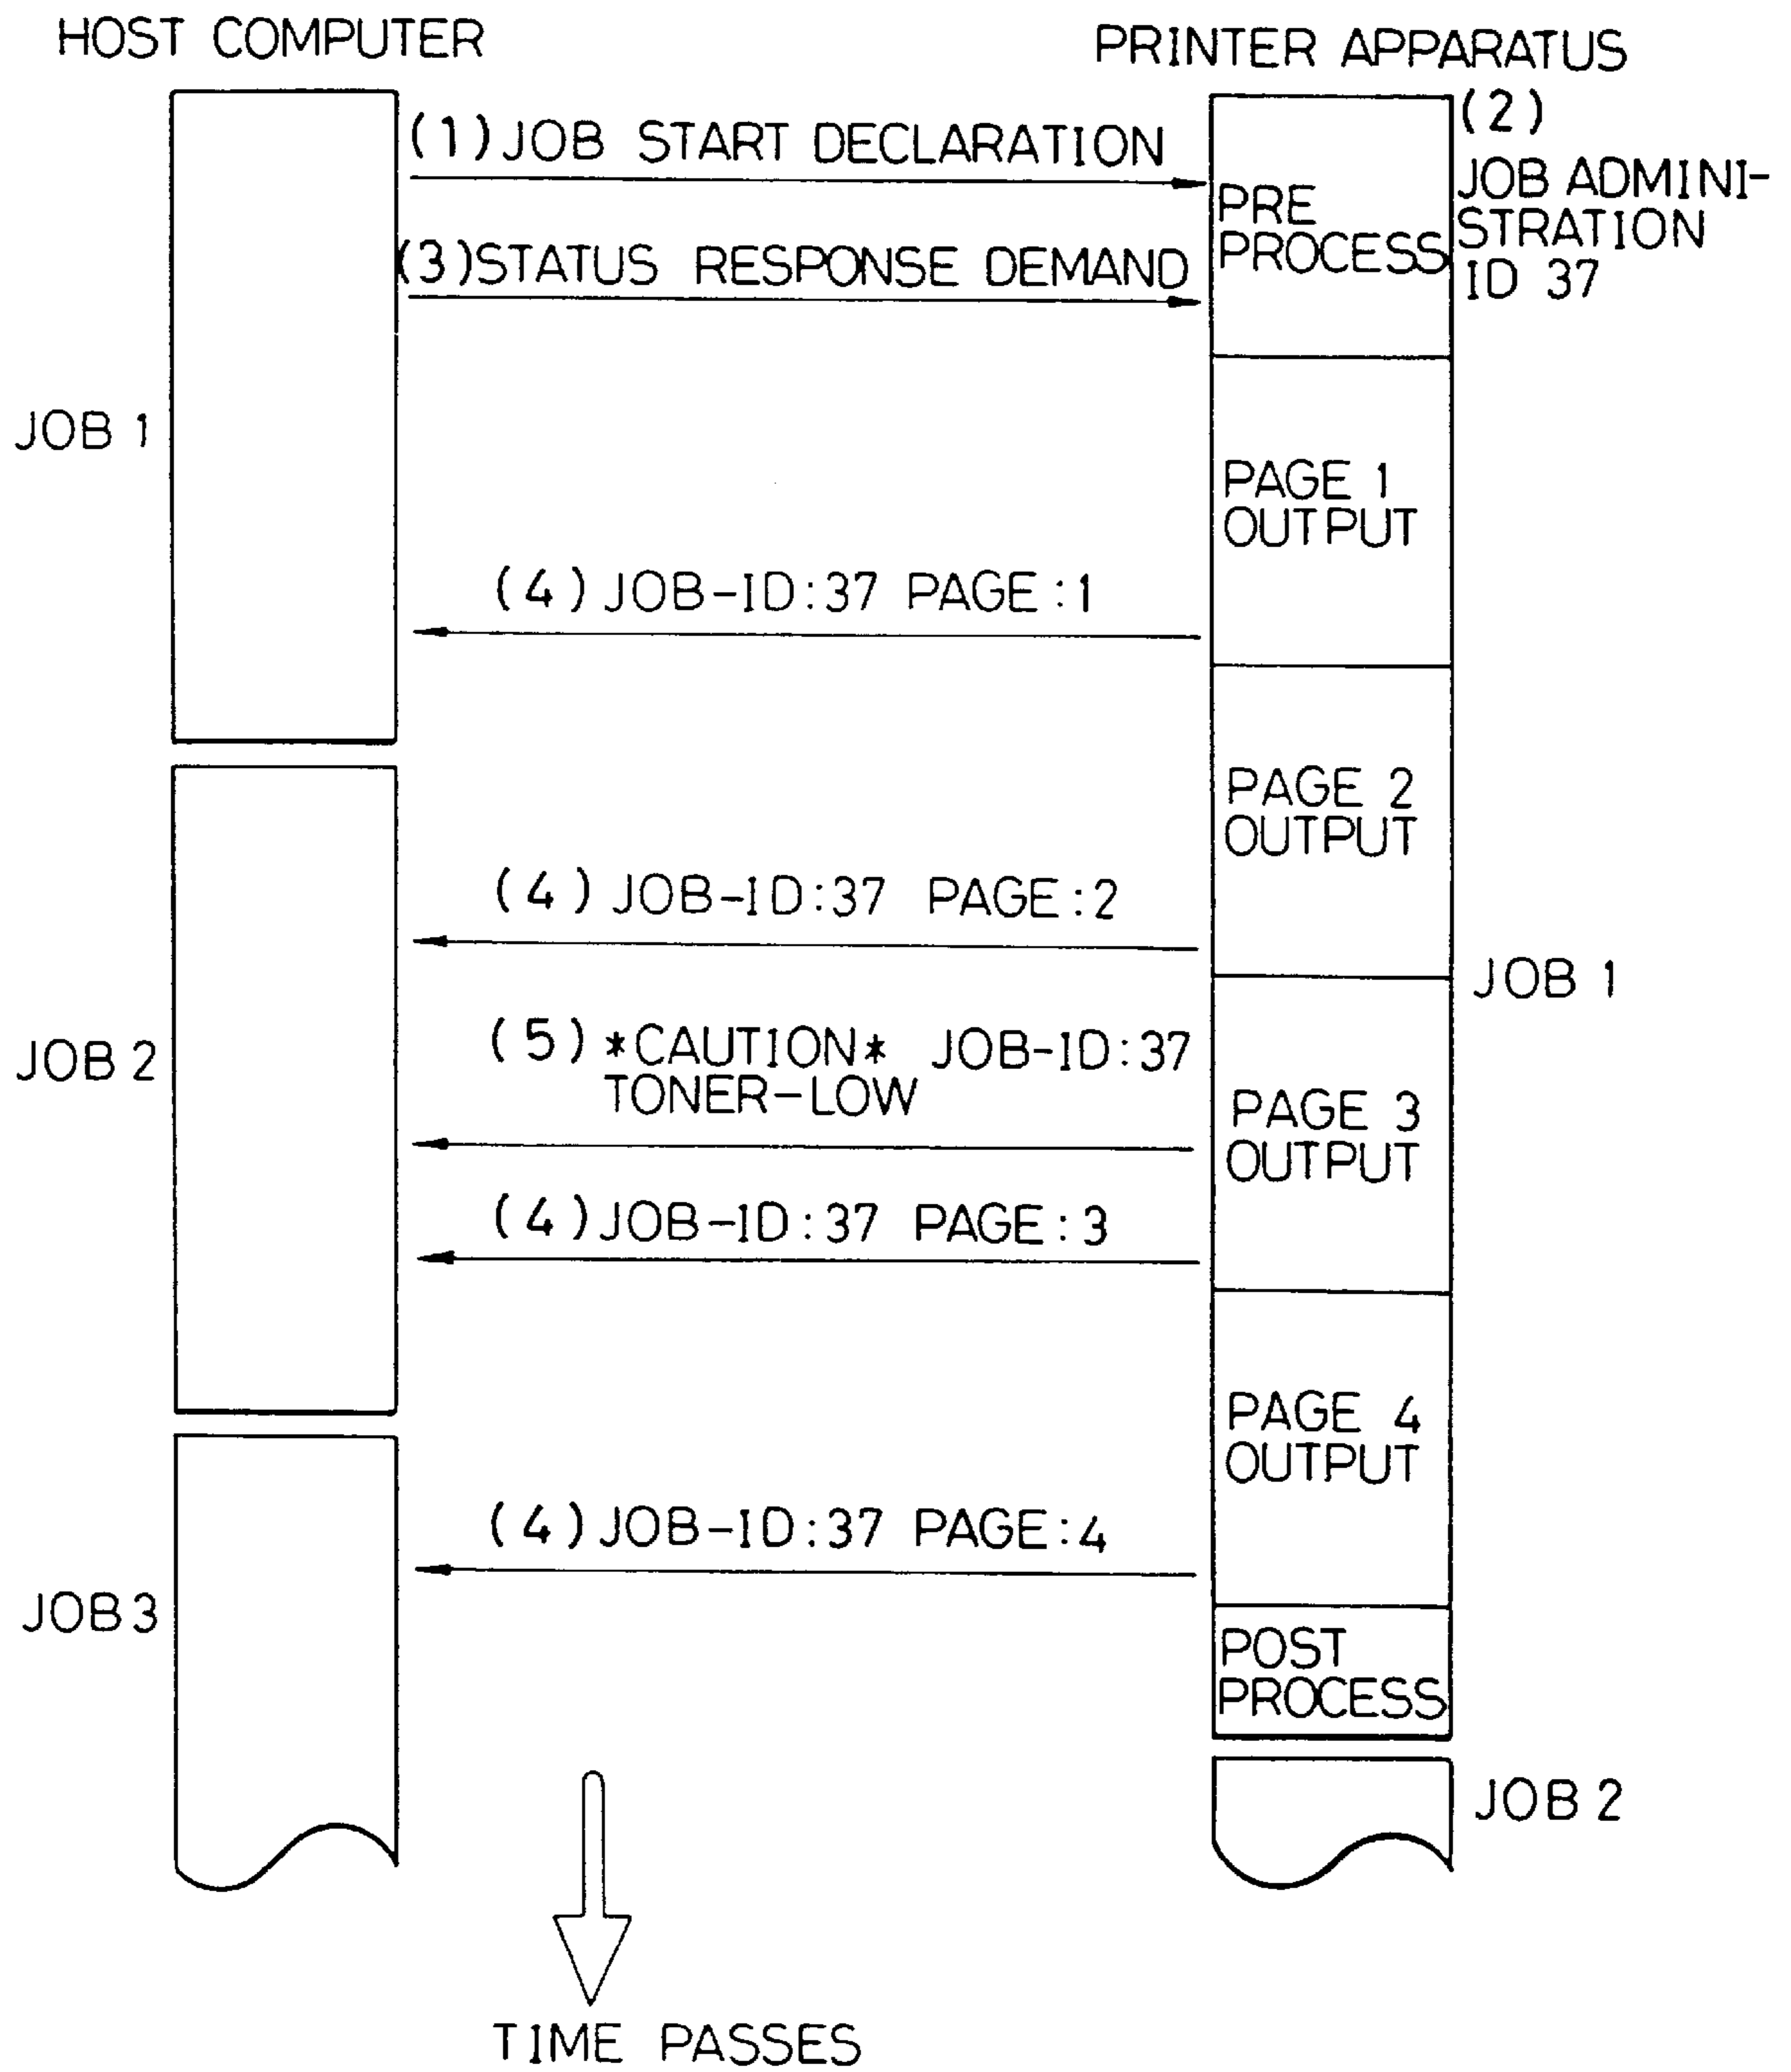 HOST COMPUTER
PRINTER APPARATUS
(1) JOB START DECLARATION
(2)
JOB ADMINI-
STRATION
ID 37
PRE
PROCESS
(3) STATUS RESPONSE DEMAND
JOB 1
PAGE 1
OUTPUT
(4) JOB-ID:37 PAGE:1
PAGE 2
OUTPUT
(4) JOB-ID:37 PAGE:2
JOB 1
JOB 2
(5) *CAUTION* JOB-ID:37
TONER-LOW
PAGE 3
OUTPUT
(4) JOB-ID:37 PAGE:3
PAGE 4
OUTPUT
(4) JOB-ID:37 PAGE:4
JOB 3
POST
PROCESS
JOB 2
TIME PASSES